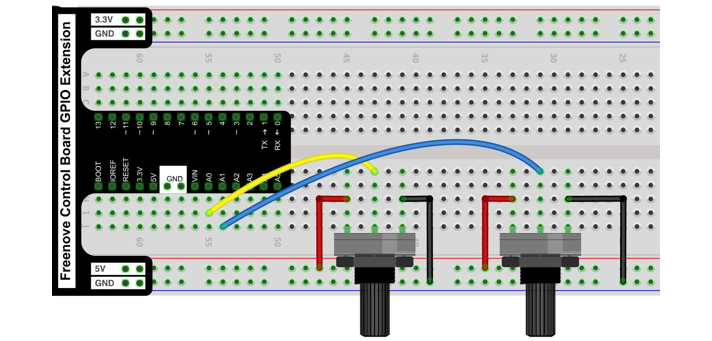 Freenove Control Board GPIO Extension
3.3V
GND
60 55 50 45 40 35 30 25
A
B
C
13 12 ~11 ~10 ~9 8 7 ~6 ~5 4 ~3 2 TX → 1 RX ← 0
BOOT IOREF RESET 3.3V 5V GND VIN A0 A1 A2 A3
60 50
5V
GND